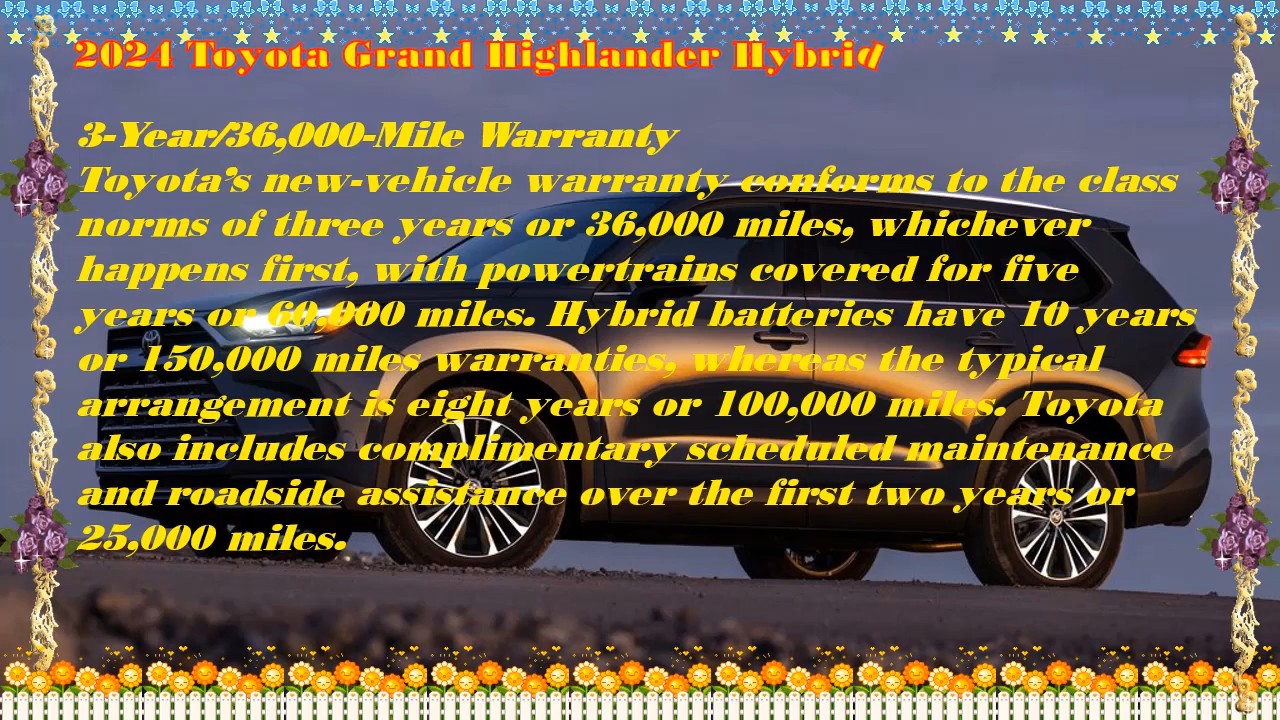 2024 Toyota Grand Highlander Hybrid
3-Year/36,000-Mile Warranty
Toyota’s new-vehicle warranty conforms to the class
norms of three years or 36,000 miles, whichever
happens first, with powertrains covered for five
years or 60,000 miles. Hybrid batteries have 10 years
or 150,000 miles warranties, whereas the typical
arrangement is eight years or 100,000 miles. Toyota
also includes complimentary scheduled maintenance
and roadside assistance over the first two years or
25,000 miles.